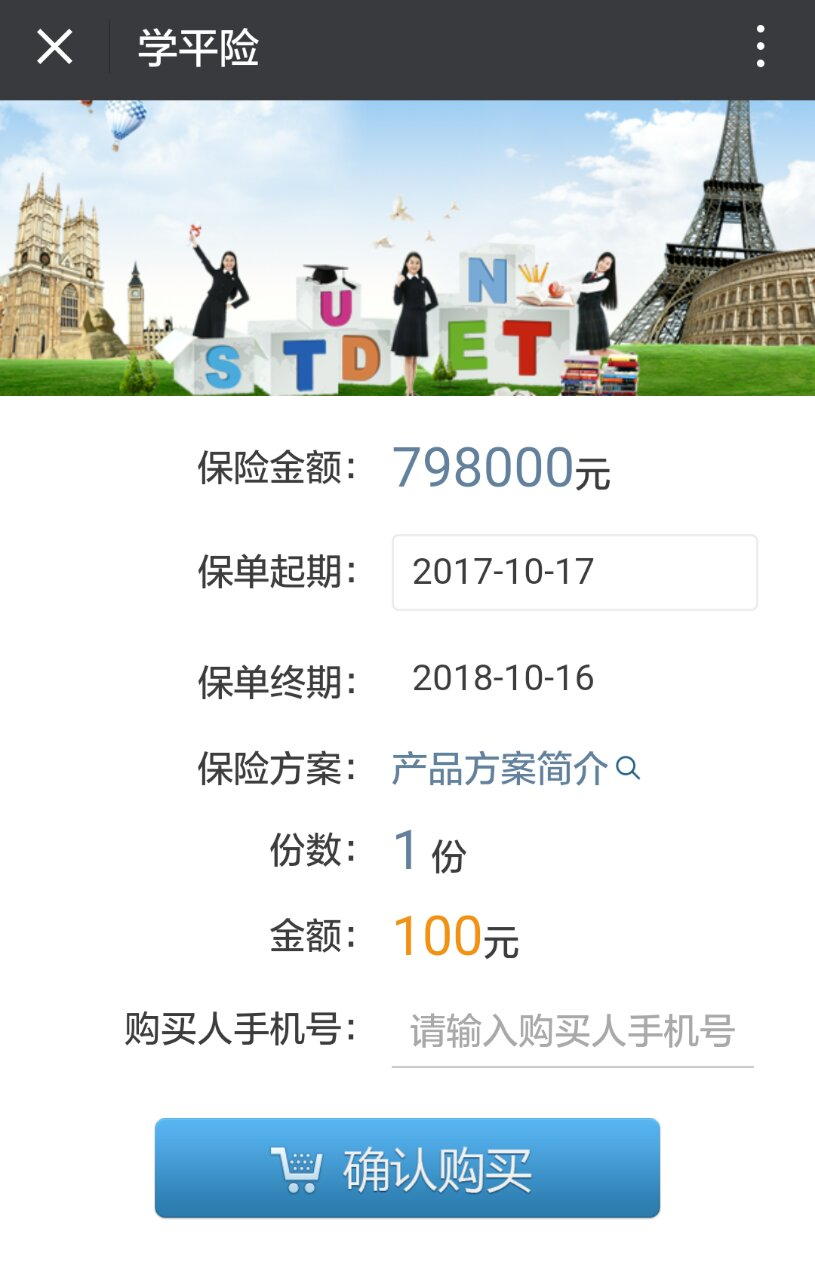 学平险
S T U D E N T
保险金额： 798000元
保单起期： 2017-10-17
保单终期： 2018-10-16
保险方案： 产品方案简介
份数： 1 份
金额： 100元
购买人手机号： 请输入购买人手机号
确认购买